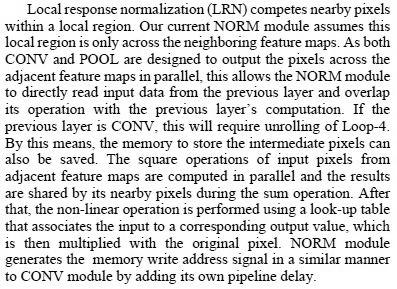 Local response normalization (LRN) competes nearby pixels
within a local region. Our current NORM module assumes this
local region is only across the neighboring feature maps. As both
CONV and POOL are designed to output the pixels across the
adjacent feature maps in parallel, this allows the NORM module
to directly read input data from the previous layer and overlap
its operation with the previous layer's computation. If the
previous layer is CONV, this will require unrolling of Loop-4.
By this means, the memory to store the intermediate pixels can
also be saved. The square operations of input pixels from
adjacent feature maps are computed in parallel and the results
are shared by its nearby pixels during the sum operation. After
that, the non-linear operation is performed using a look-up table
that associates the input to a corresponding output value, which
is then multiplied with the original pixel. NORM module
generates the memory write address signal in a similar manner
to CONV module by adding its own pipeline delay.